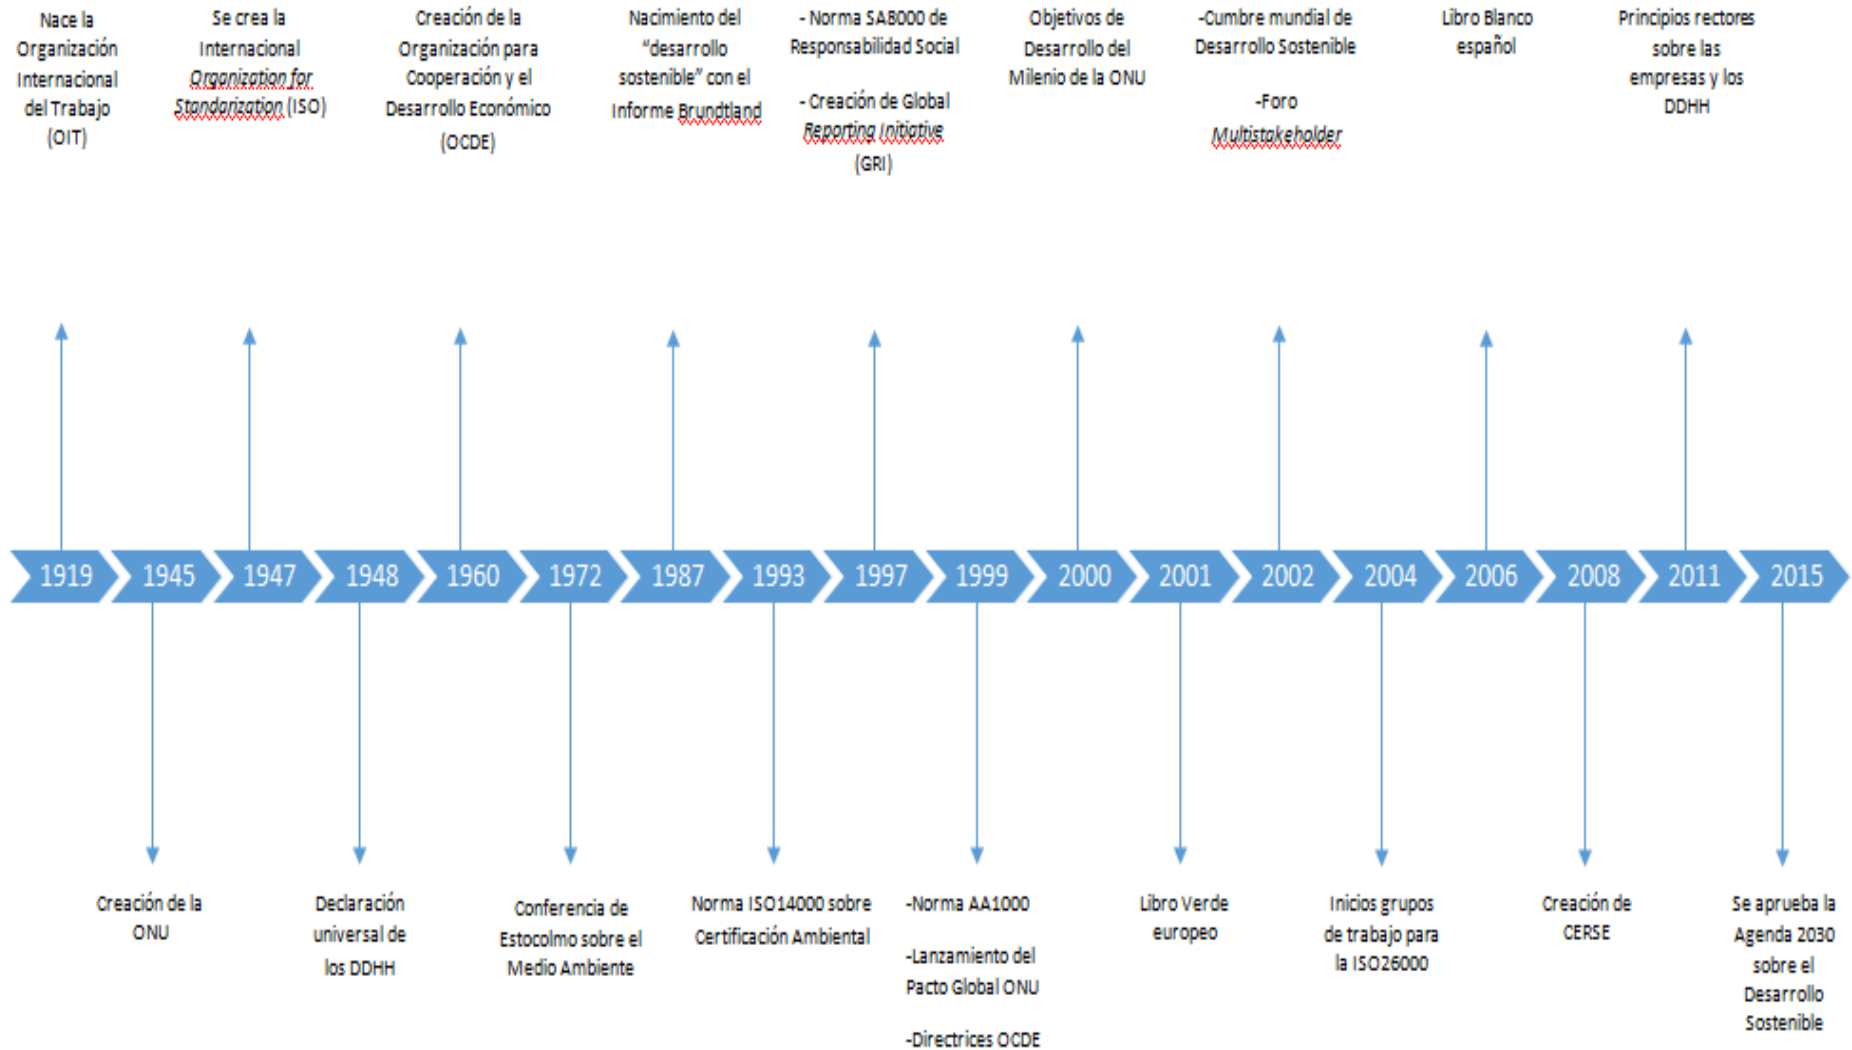 Nace la
Organización
Internacional
del Trabajo
(OIT)
Se crea la
Internacional
Organization for
Standarization (ISO)
Creación de la
Organización para
Cooperación y el
Desarrollo Económico
(OCDE)
Nacimiento del
“desarrollo
sostenible” con el
Informe Brundtland
- Norma SA8000 de
Responsabilidad Social
- Creación de Global
Reporting Initiative
(GRI)
Objetivos de
Desarrollo del
Milenio de la ONU
-Cumbre mundial de
Desarrollo Sostenible
-Foro
Multistakeholder
Libro Blanco
español
Principios rectores
sobre las
empresas y los
DDHH
1919
1945
1947
1948
1960
1972
1987
1993
1997
1999
2000
2001
2002
2004
2006
2008
2011
2015
Creación de la
ONU
Declaración
universal de
los DDHH
Conferencia de
Estocolmo sobre el
Medio Ambiente
Norma ISO14000 sobre
Certificación Ambiental
-Norma AA1000
-Lanzamiento del
Pacto Global ONU
-Directrices OCDE
Libro Verde
europeo
Inicios grupos
de trabajo para
la ISO26000
Creación de
CERSE
Se aprueba la
Agenda 2030
sobre el
Desarrollo
Sostenible